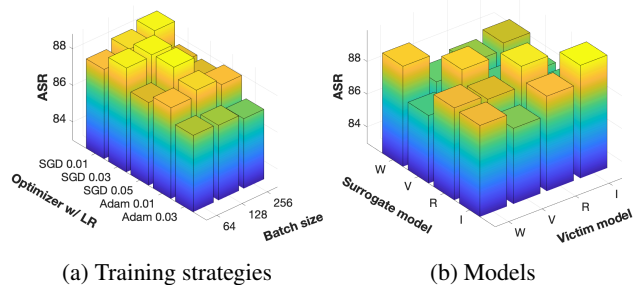 88
86
84
ASR
SGD 0.01
SGD 0.03
SGD 0.05
Adam 0.01
Adam 0.03
Optimizer w/ LR
64
128
256
Batch size
(a) Training strategies
88
86
84
ASR
W
V
R
I
Surrogate model
W
V
R
I
Victim model
(b) Models